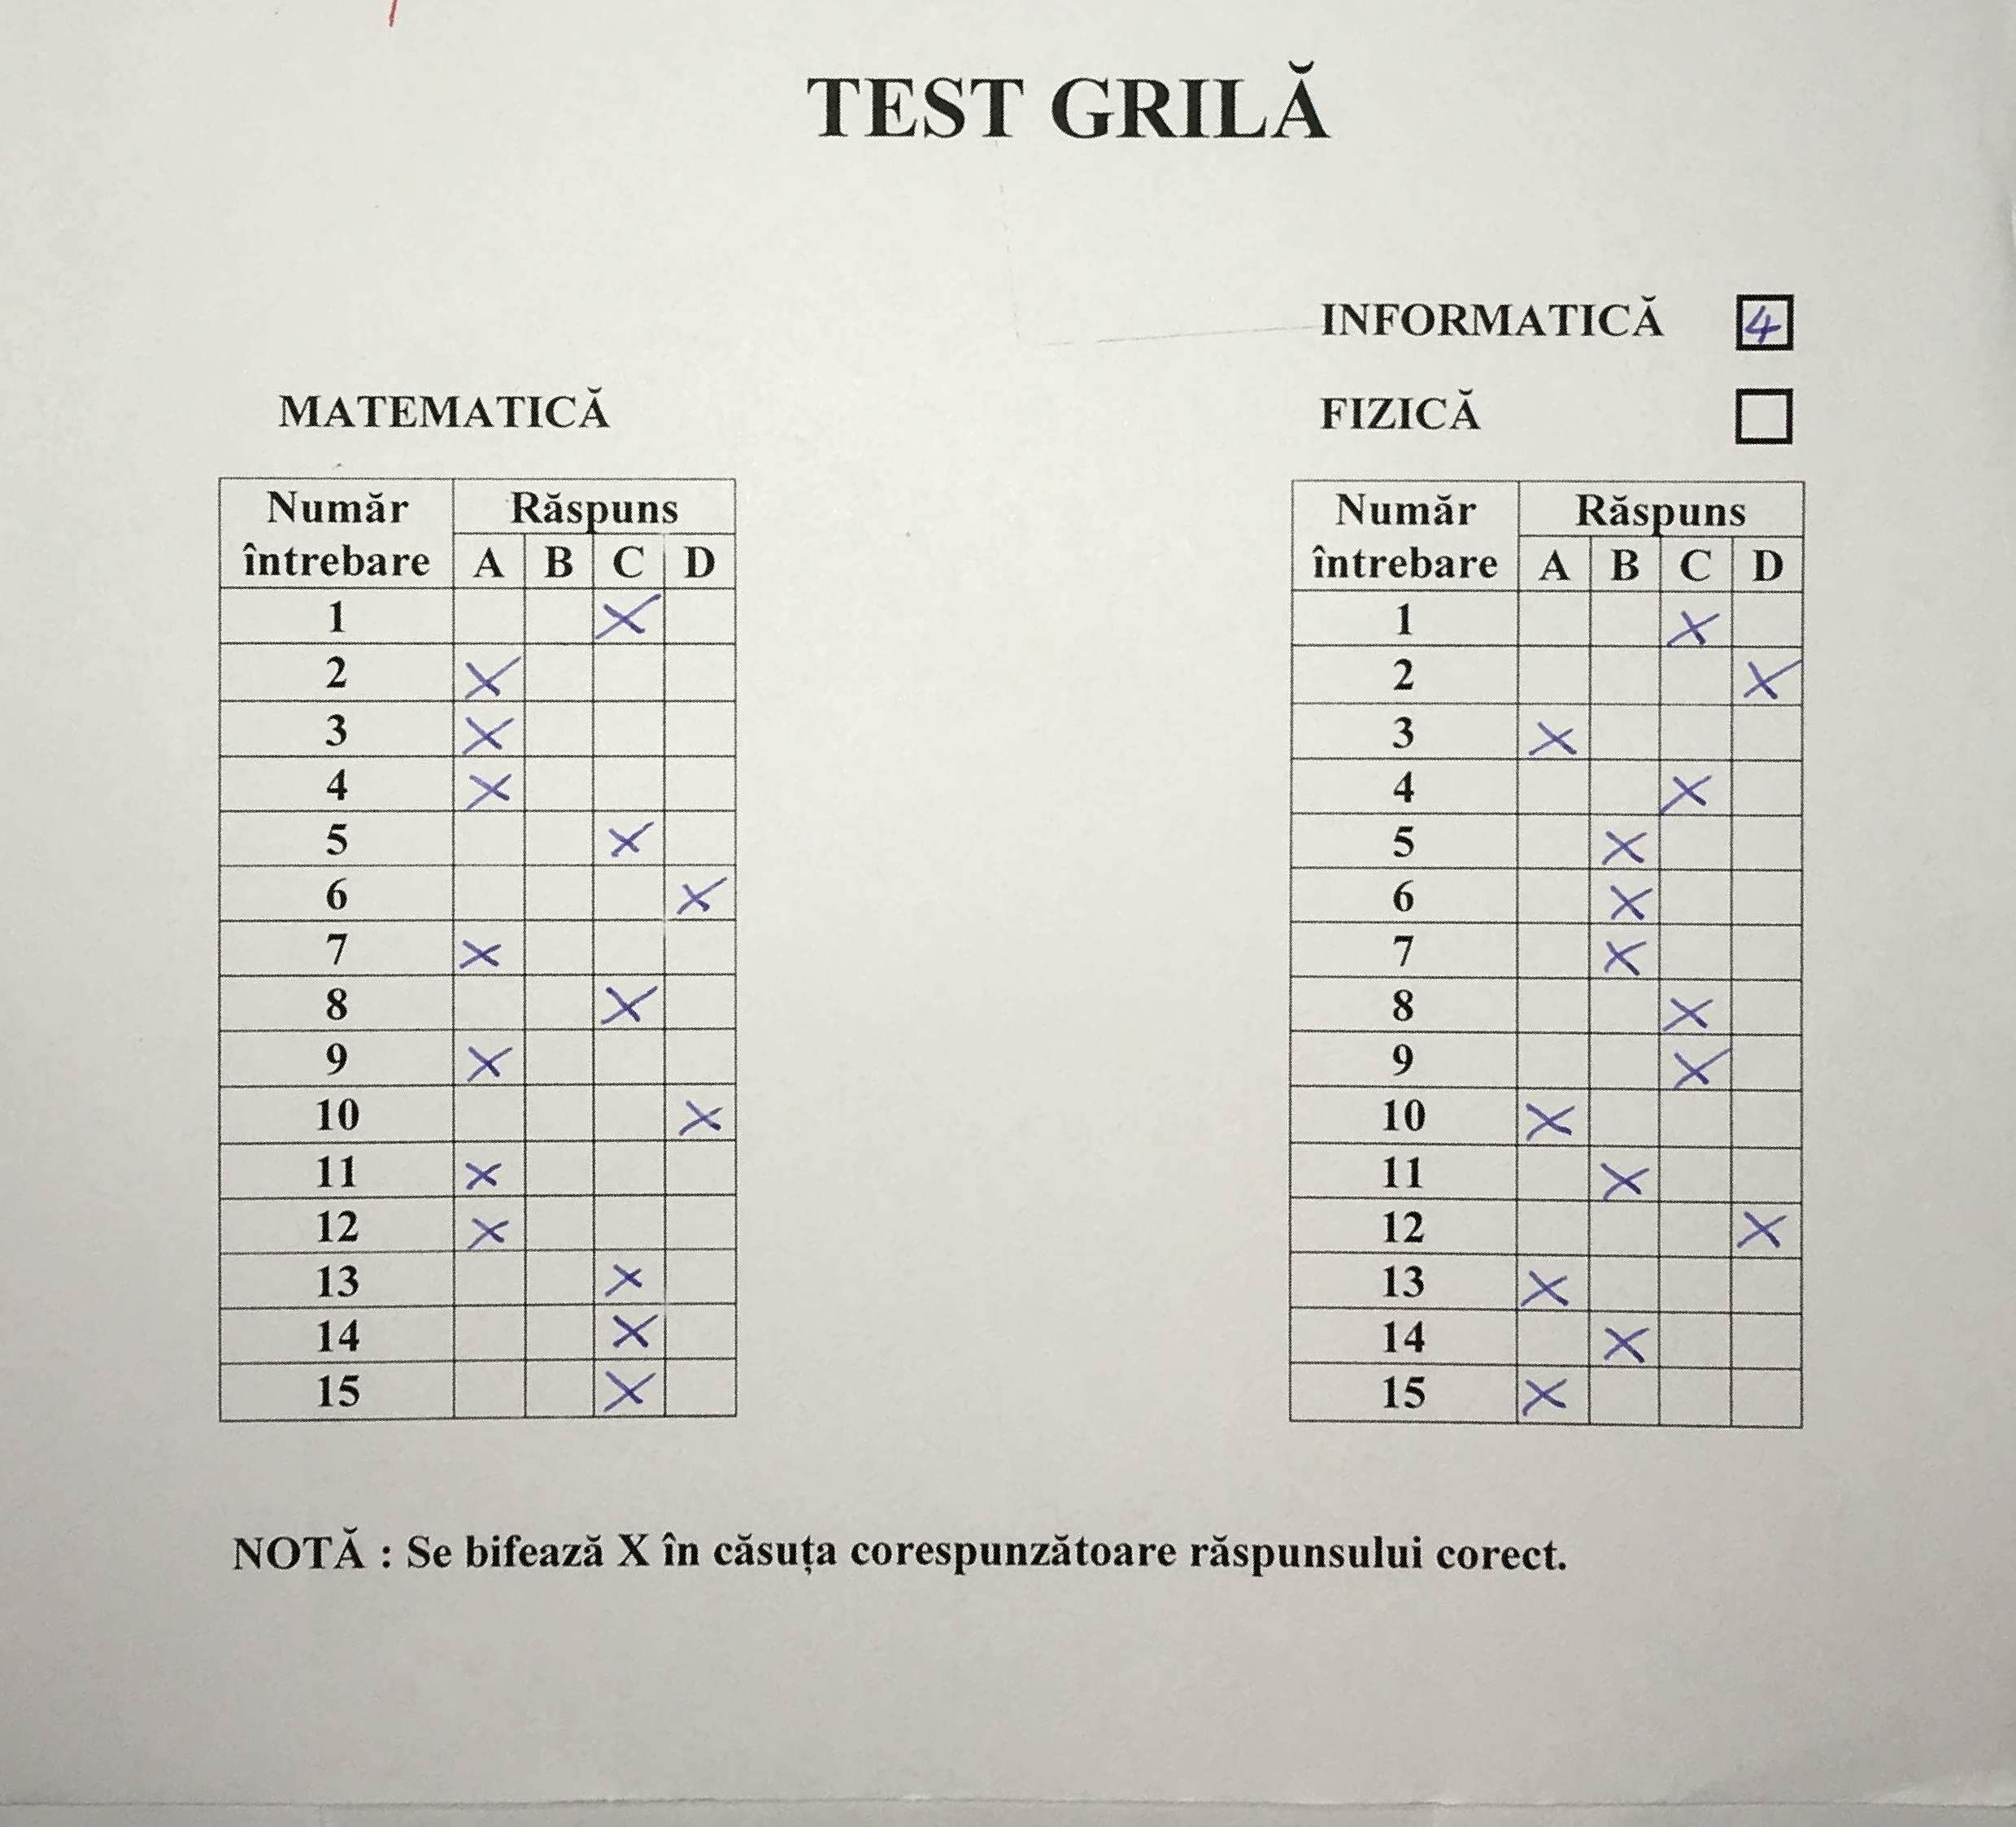 TEST GRILĂ
INFORMATICĂ 4
FIZICĂ
MATEMATICĂ
Număr întrebare Răspuns
A B C D
1 X
2 X
3 X
4 X
5 X
6 X
7 X
8 X
9 X
10 X
11 X
12 X
13 X
14 X
15 X
Număr întrebare Răspuns
A B C D
1 X
2 X
3 X
4 X
5 X
6 X
7 X
8 X
9 X
10 X
11 X
12 X
13 X
14 X
15 X
NOTĂ : Se bifează X în căsuța corespunzătoare răspunsului corect.